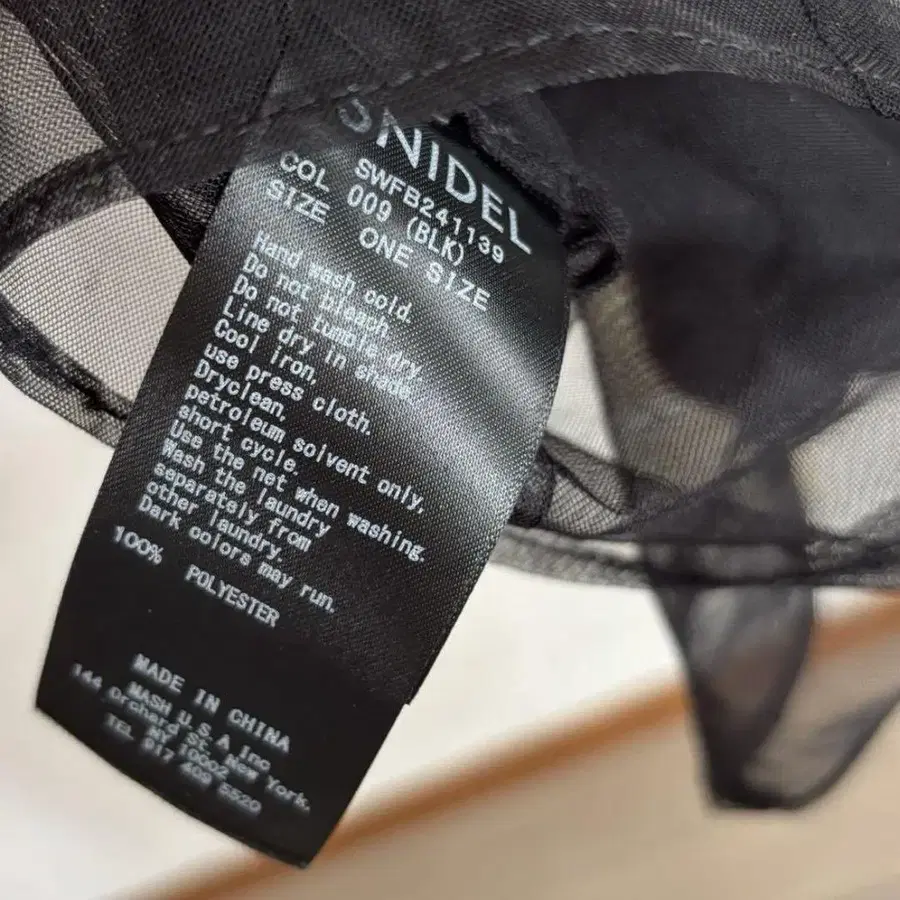 SNIDEL
SWFB241139
COL 009 (BLK)
SIZE ONE SIZE
Hand wash cold.
Do not bleach.
Do not tumble dry.
Line dry in shade.
Cool iron,
use press cloth.
Dryclean.
petroleum solvent only,
short cycle.
Use the net when washing.
Wash the laundry
separately from
other laundry.
Dark colors may run.
100% POLYESTER
MADE IN CHINA
MASH U.S.A Inc
144 Orchard St. New York.
NY 10002
TEL 917 409 5520